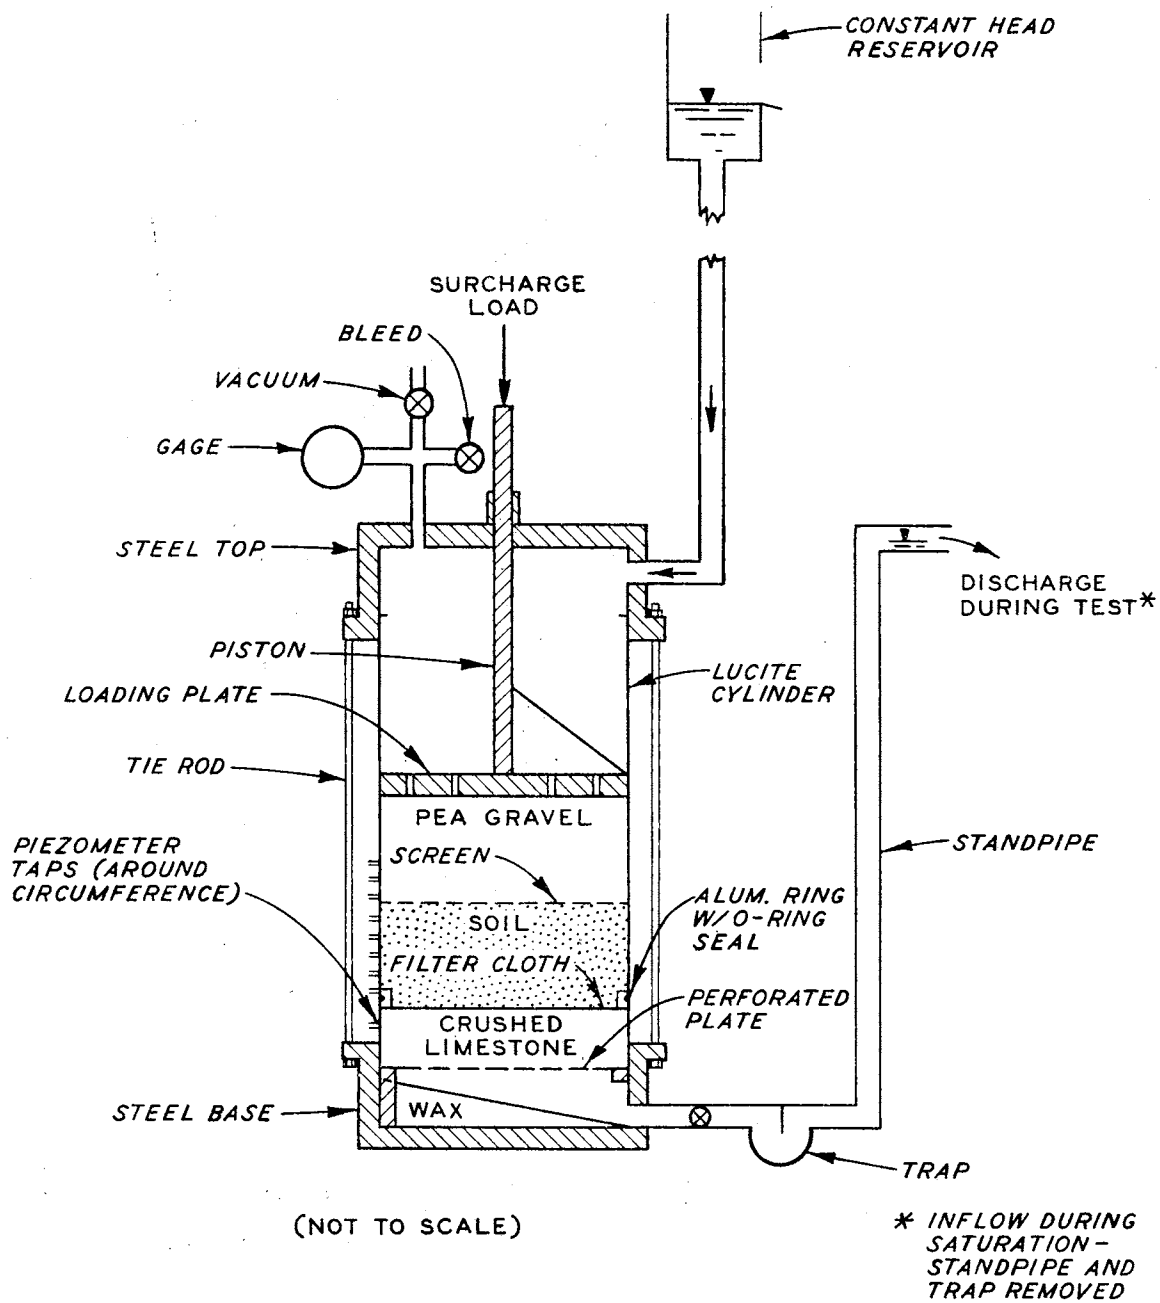 CONSTANT HEAD
RESERVOIR
SURCHARGE
LOAD
BLEED
VACUUM
GAGE
STEEL TOP
DISCHARGE
DURING TEST*
PISTON
LUCITE
CYLINDER
LOADING PLATE
TIE ROD
PEA GRAVEL
PIEZOMETER
TAPS (AROUND
CIRCUMFERENCE)
SCREEN
STANDPIPE
ALUM. RING
W/O-RING
SEAL
SOIL
FILTER CLOTH
PERFORATED
PLATE
CRUSHED
LIMESTONE
STEEL BASE
WAX
TRAP
(NOT TO SCALE)
* INFLOW DURING
SATURATION-
STANDPIPE AND
TRAP REMOVED